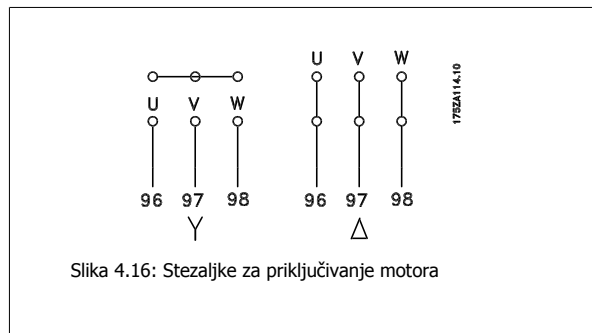 U V W
U V W
96 97 98
96 97 98
Y
Δ
175ZA114.10
Slika 4.16: Stezaljke za priključivanje motora